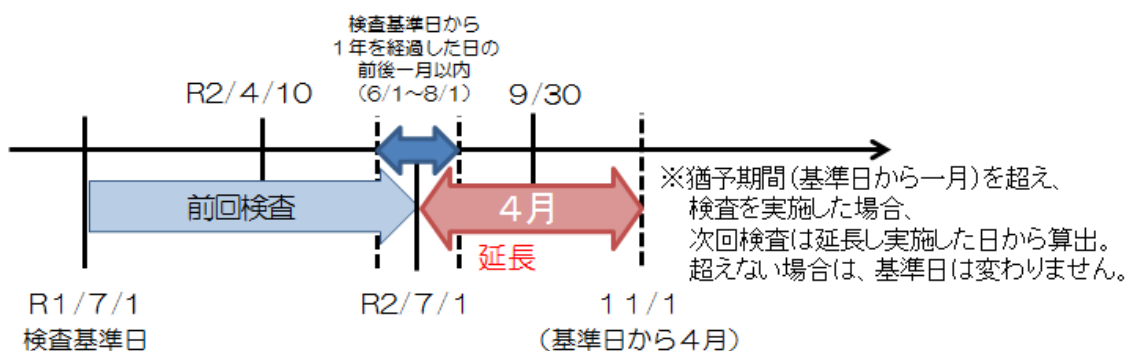 検査基準日から
1年を経過した日の
前後一月以内
（6/1～8/1）
R2/4/10
9/30
前回検査
4月
延長
※猶予期間（基準日から一月）を超え、
検査を実施した場合、
次回検査は延長し実施した日から算出。
超えない場合は、基準日は変わりません。
R1/7/1
検査基準日
R2/7/1
11/1
（基準日から4月）